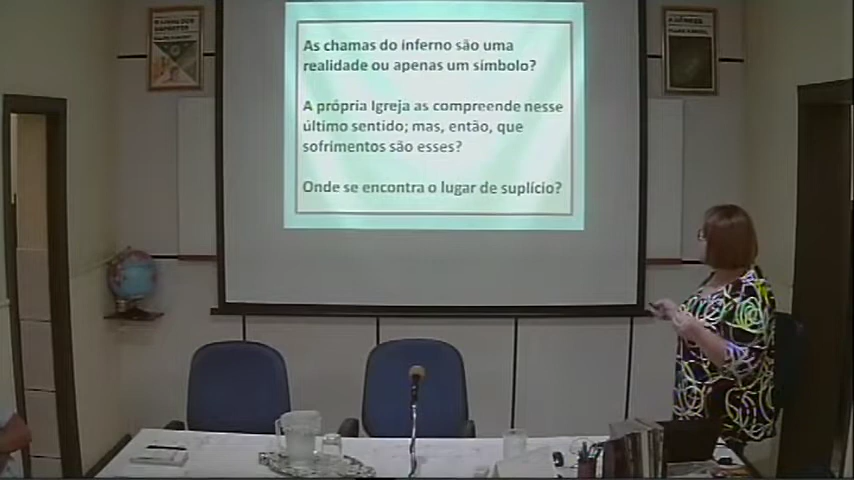 As chamas do inferno são uma
realidade ou apenas um símbolo?
A própria Igreja as compreende nesse
último sentido; mas, então, que
sofrimentos são esses?
Onde se encontra o lugar de suplício?